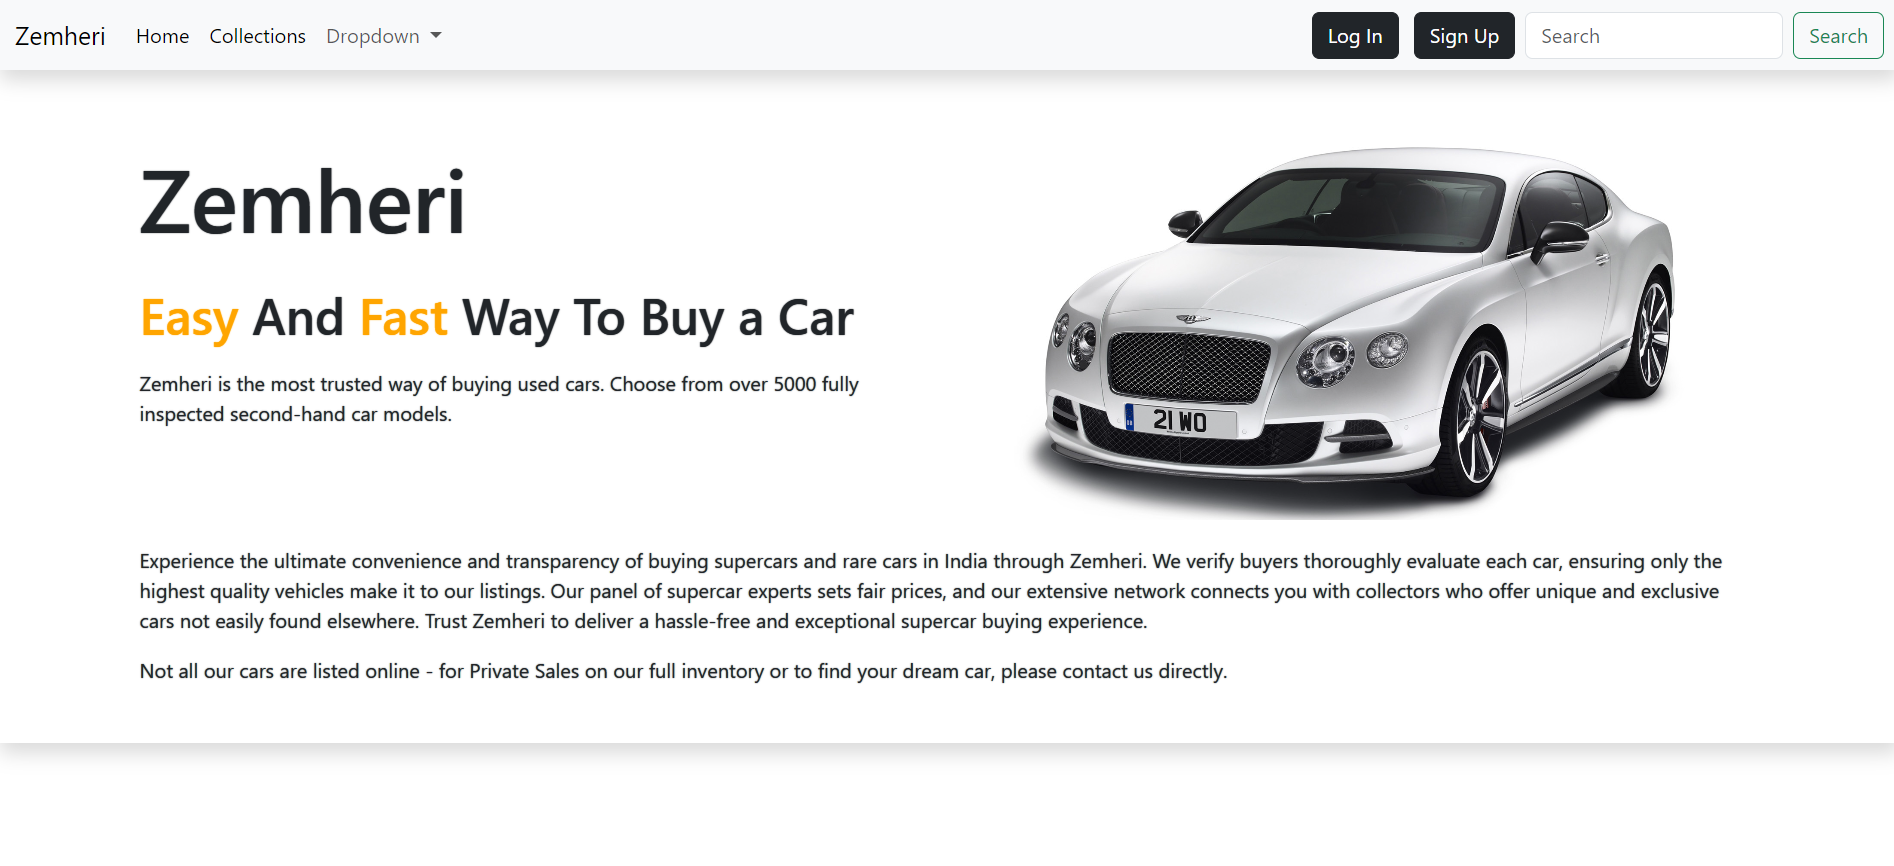 Zemheri Home Collections Dropdown Log In Sign Up Search Search
Zemheri
Easy And Fast Way To Buy a Car
Zemheri is the most trusted way of buying used cars. Choose from over 5000 fully
inspected second-hand car models.
21 WO
Experience the ultimate convenience and transparency of buying supercars and rare cars in India through Zemheri. We verify buyers thoroughly evaluate each car, ensuring only the
highest quality vehicles make it to our listings. Our panel of supercar experts sets fair prices, and our extensive network connects you with collectors who offer unique and exclusive
cars not easily found elsewhere. Trust Zemheri to deliver a hassle-free and exceptional supercar buying experience.
Not all our cars are listed online - for Private Sales on our full inventory or to find your dream car, please contact us directly.